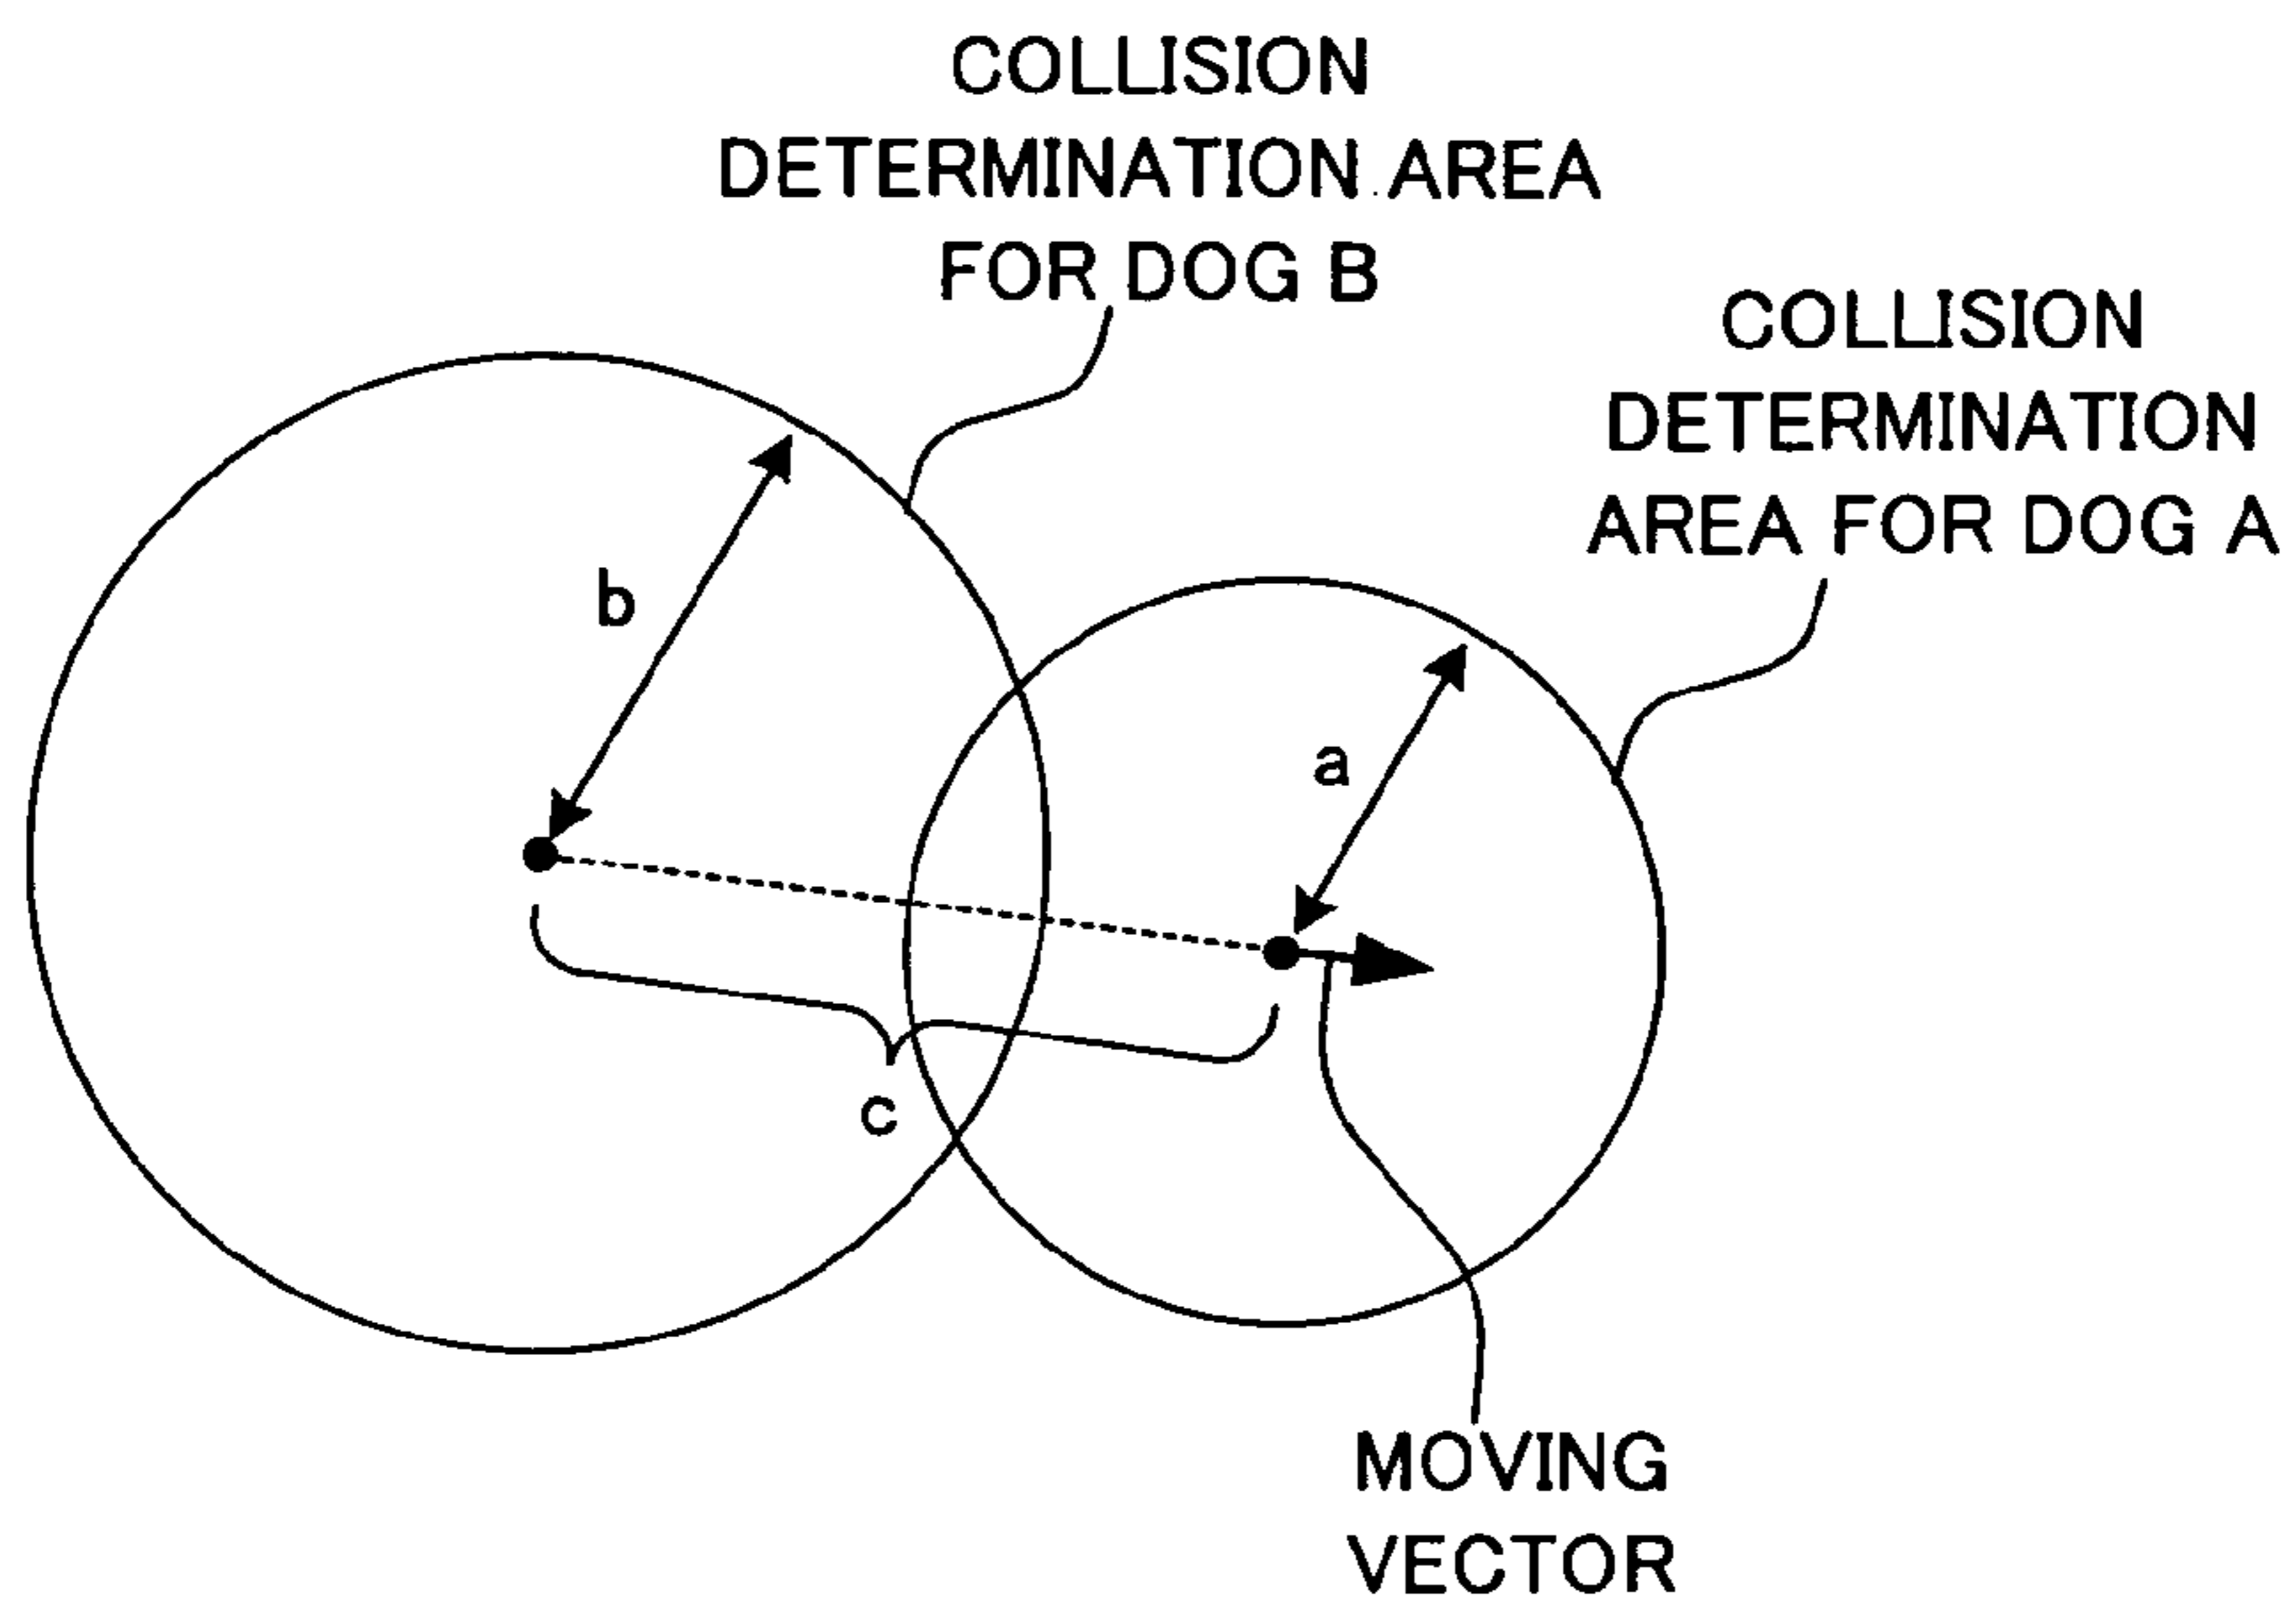 COLLISION
DETERMINATION AREA
FOR DOG B
COLLISION
DETERMINATION
AREA FOR DOG A
b
a
c
MOVING
VECTOR